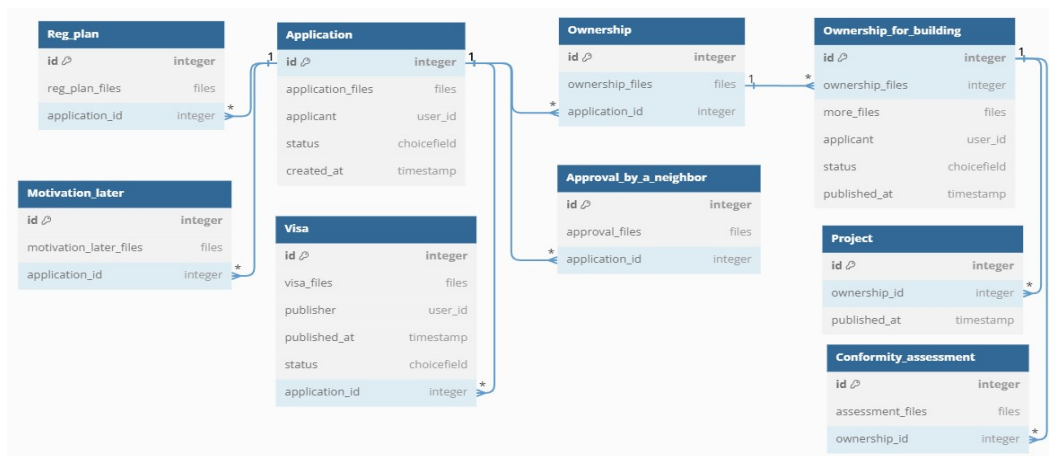 Reg_plan
id integer
reg_plan_files files
application_id integer
*
Motivation_later
id integer
motivation_later_files files
application_id integer
*
1
Application
id integer
application_files files
applicant user_id
status choicefield
created_at timestamp
1
Visa
id integer
visa_files files
publisher user_id
published_at timestamp
status choicefield
application_id integer
*
Ownership
id integer
ownership_files files
1
*
application_id integer
Approval_by_a_neighbor
id integer
approval_files files
*
application_id integer
Ownership_for_building
id integer
1
*
ownership_files integer
more_files files
applicant user_id
status choicefield
published_at timestamp
Project
id integer
ownership_id integer
*
published_at timestamp
Conformity_assessment
id integer
assessment_files files
ownership_id integer
*